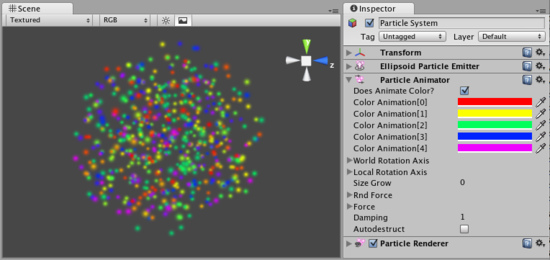 Scene
Textured RGB
z
Inspector
Particle System
Tag Untagged Layer Default
Transform
Ellipsoid Particle Emitter
Particle Animator
Does Animate Color?
Color Animation[0]
Color Animation[1]
Color Animation[2]
Color Animation[3]
Color Animation[4]
World Rotation Axis
Local Rotation Axis
Size Grow 0
Rnd Force
Force
Damping 1
Autodestruct
Particle Renderer